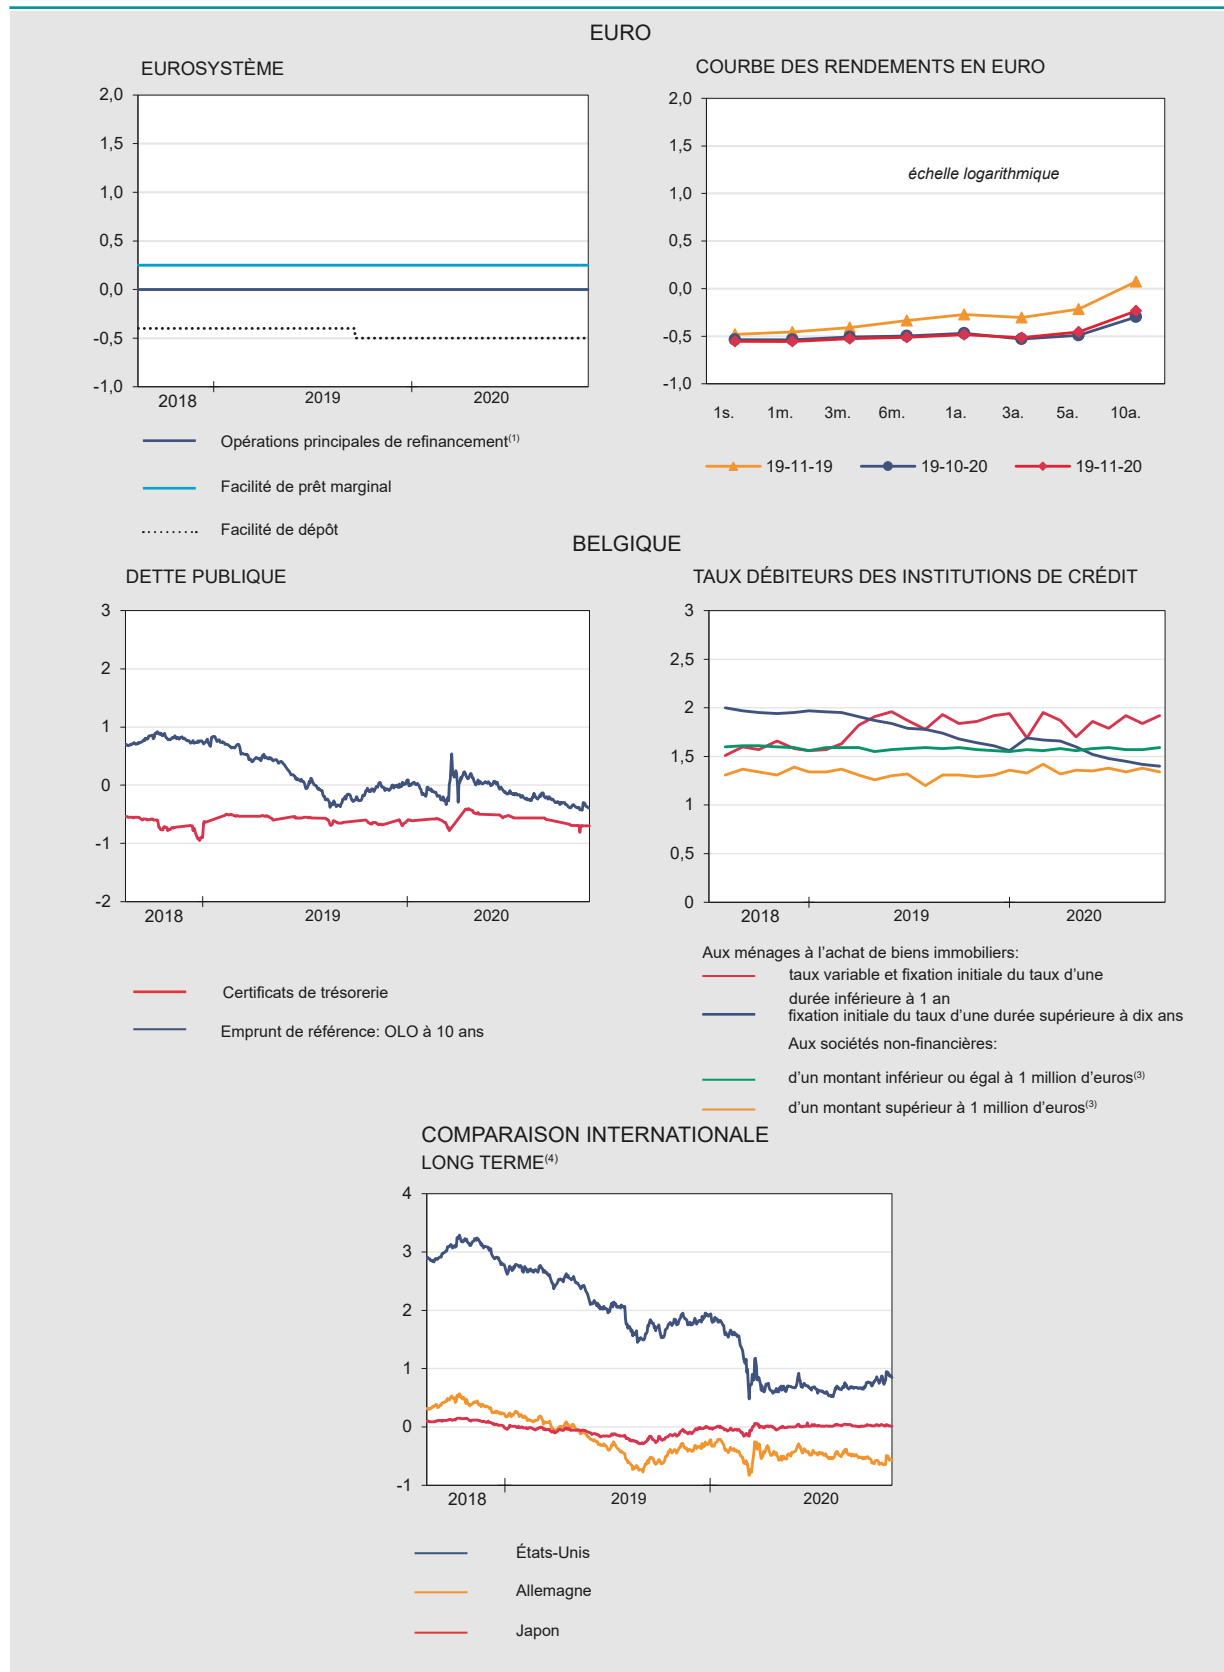 EURO
EUROSYSTÈME
2,0
1,5
1,0
0,5
0,0
-0,5
-1,0
2018
2019
2020
Opérations principales de refinancement(1)
Facilité de prêt marginal
Facilité de dépôt
COURBE DES RENDEMENTS EN EURO
2,0
1,5
1,0
0,5
0,0
-0,5
-1,0
échelle logarithmique
1s. 1m. 3m. 6m. 1a. 3a. 5a. 10a.
19-11-19 19-10-20 19-11-20
BELGIQUE
DETTE PUBLIQUE
3
2
1
0
-1
-2
2018 2019 2020
Certificats de trésorerie
Emprunt de référence: OLO à 10 ans
TAUX DÉBITEURS DES INSTITUTIONS DE CRÉDIT
3
2,5
2
1,5
1
0,5
0
2018 2019 2020
Aux ménages à l’achat de biens immobiliers:
taux variable et fixation initiale du taux d’une
durée inférieure à 1 an
fixation initiale du taux d’une durée supérieure à dix ans
Aux sociétés non-financières:
d’un montant inférieur ou égal à 1 million d’euros(3)
d’un montant supérieur à 1 million d’euros(3)
COMPARAISON INTERNATIONALE
LONG TERME(4)
4
3
2
1
0
-1
2018 2019 2020
États-Unis
Allemagne
Japon